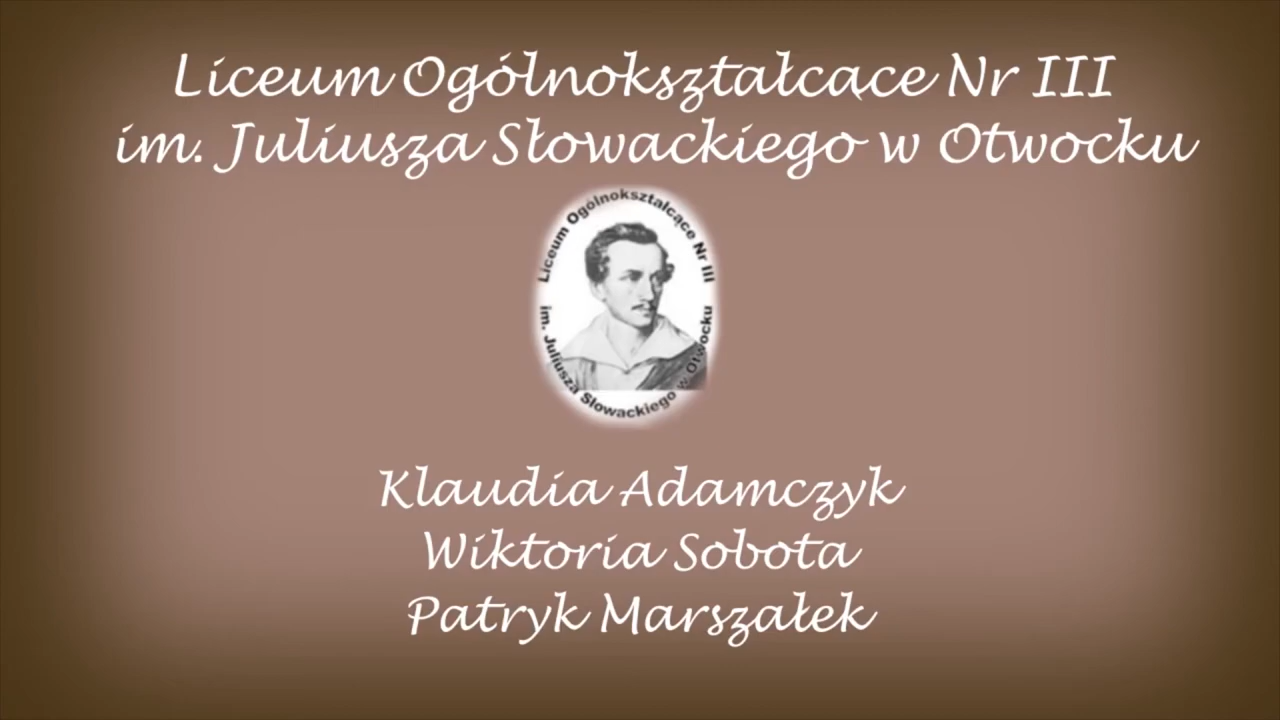 Liceum Ogólnokształcące Nr III
im. Juliusza Słowackiego w Otwocku
Liceum Ogólnokształcące Nr III
im. Juliusza Słowackiego w Otwocku
Klaudia Adamczyk
Wiktoria Sobota
Patryk Marszałek